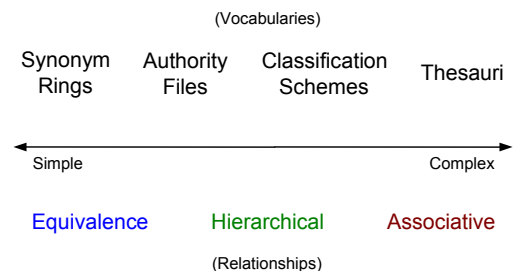 (Vocabularies)
Synonym Rings
Authority Files
Classification Schemes
Thesauri
Simple
Complex
Equivalence
Hierarchical
Associative
(Relationships)